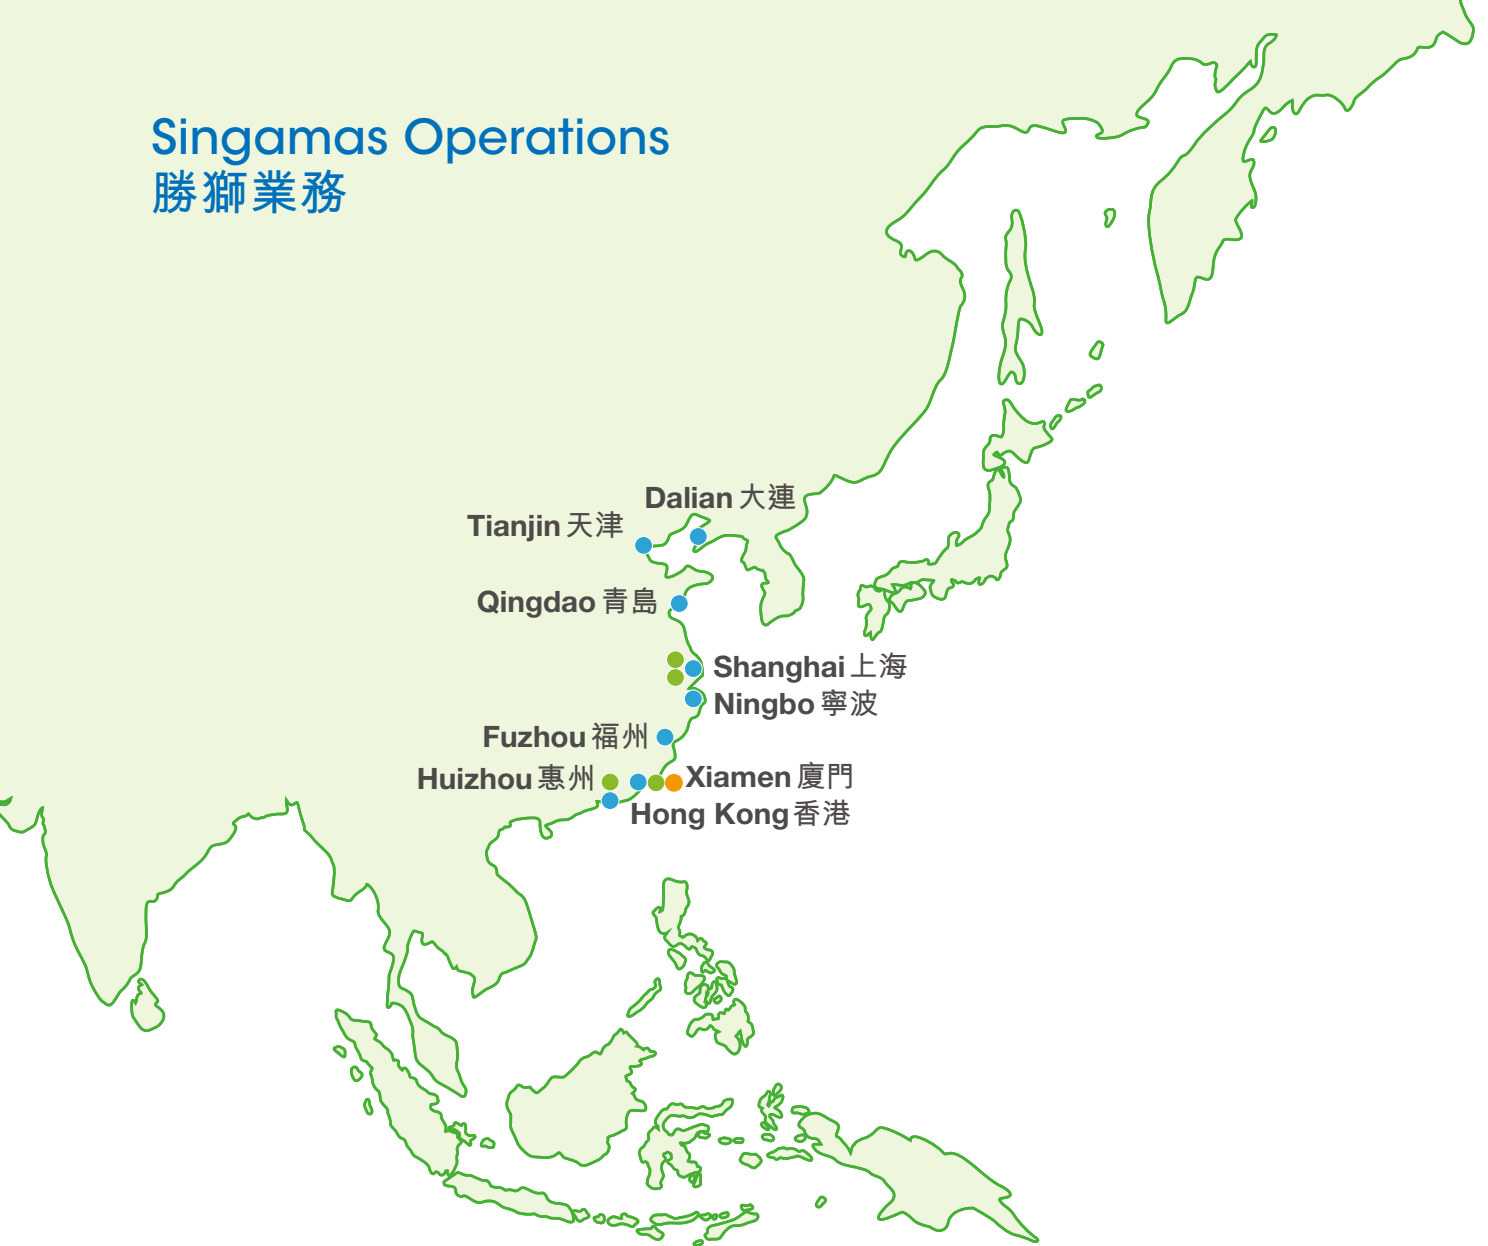 Singamas Operations
勝獅業務
Dalian 大連
Tianjin 天津
Qingdao 青島
Shanghai 上海
Ningbo 寧波
Fuzhou 福州
Huizhou 惠州
Xiamen 廈門
Hong Kong 香港